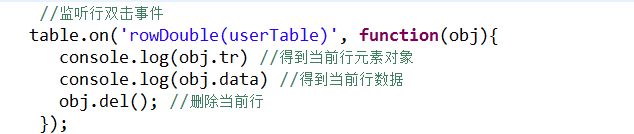 //监听行双击事件
table.on('rowDouble(userTable)', function(obj){
console.log(obj.tr) //得到当前行元素对象
console.log(obj.data) //得到当前行数据
obj.del(); //删除当前行
});